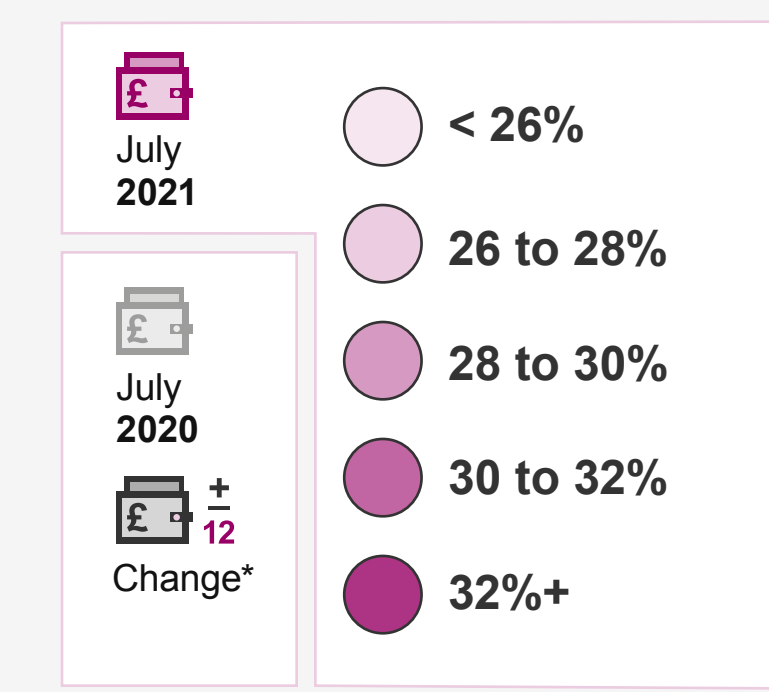 £
July
2021
£
July
2020
£ + 12
Change*
< 26%
26 to 28%
28 to 30%
30 to 32%
32%+